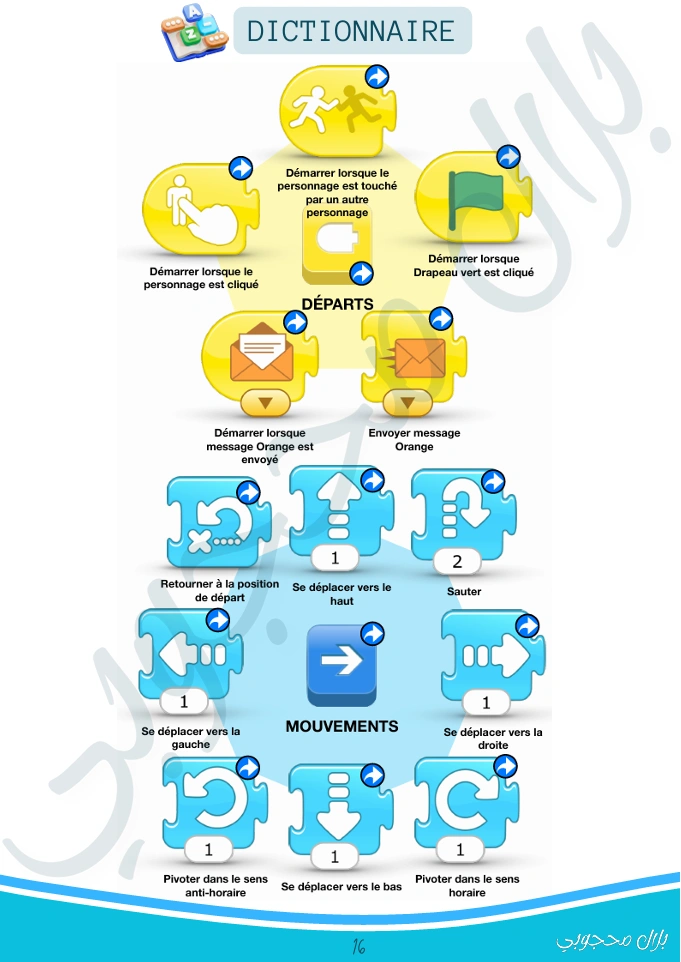 DICTIONNAIRE
Démarrer lorsque le
personnage est touché
par un autre
personnage
Démarrer lorsque le
personnage est cliqué
Démarrer lorsque
Drapeau vert est cliqué
DÉPARTS
Démarrer lorsque
message Orange est
envoyé
Envoyer message
Orange
1
2
Retourner à la position
de départ
Se déplacer vers le
haut
Sauter
1
1
MOUVEMENTS
Se déplacer vers la
gauche
Se déplacer vers la
droite
1
1
1
Pivoter dans le sens
anti-horaire
Se déplacer vers le bas
Pivoter dans le sens
horaire
16
بلال محجوبي
بلال محجوبي